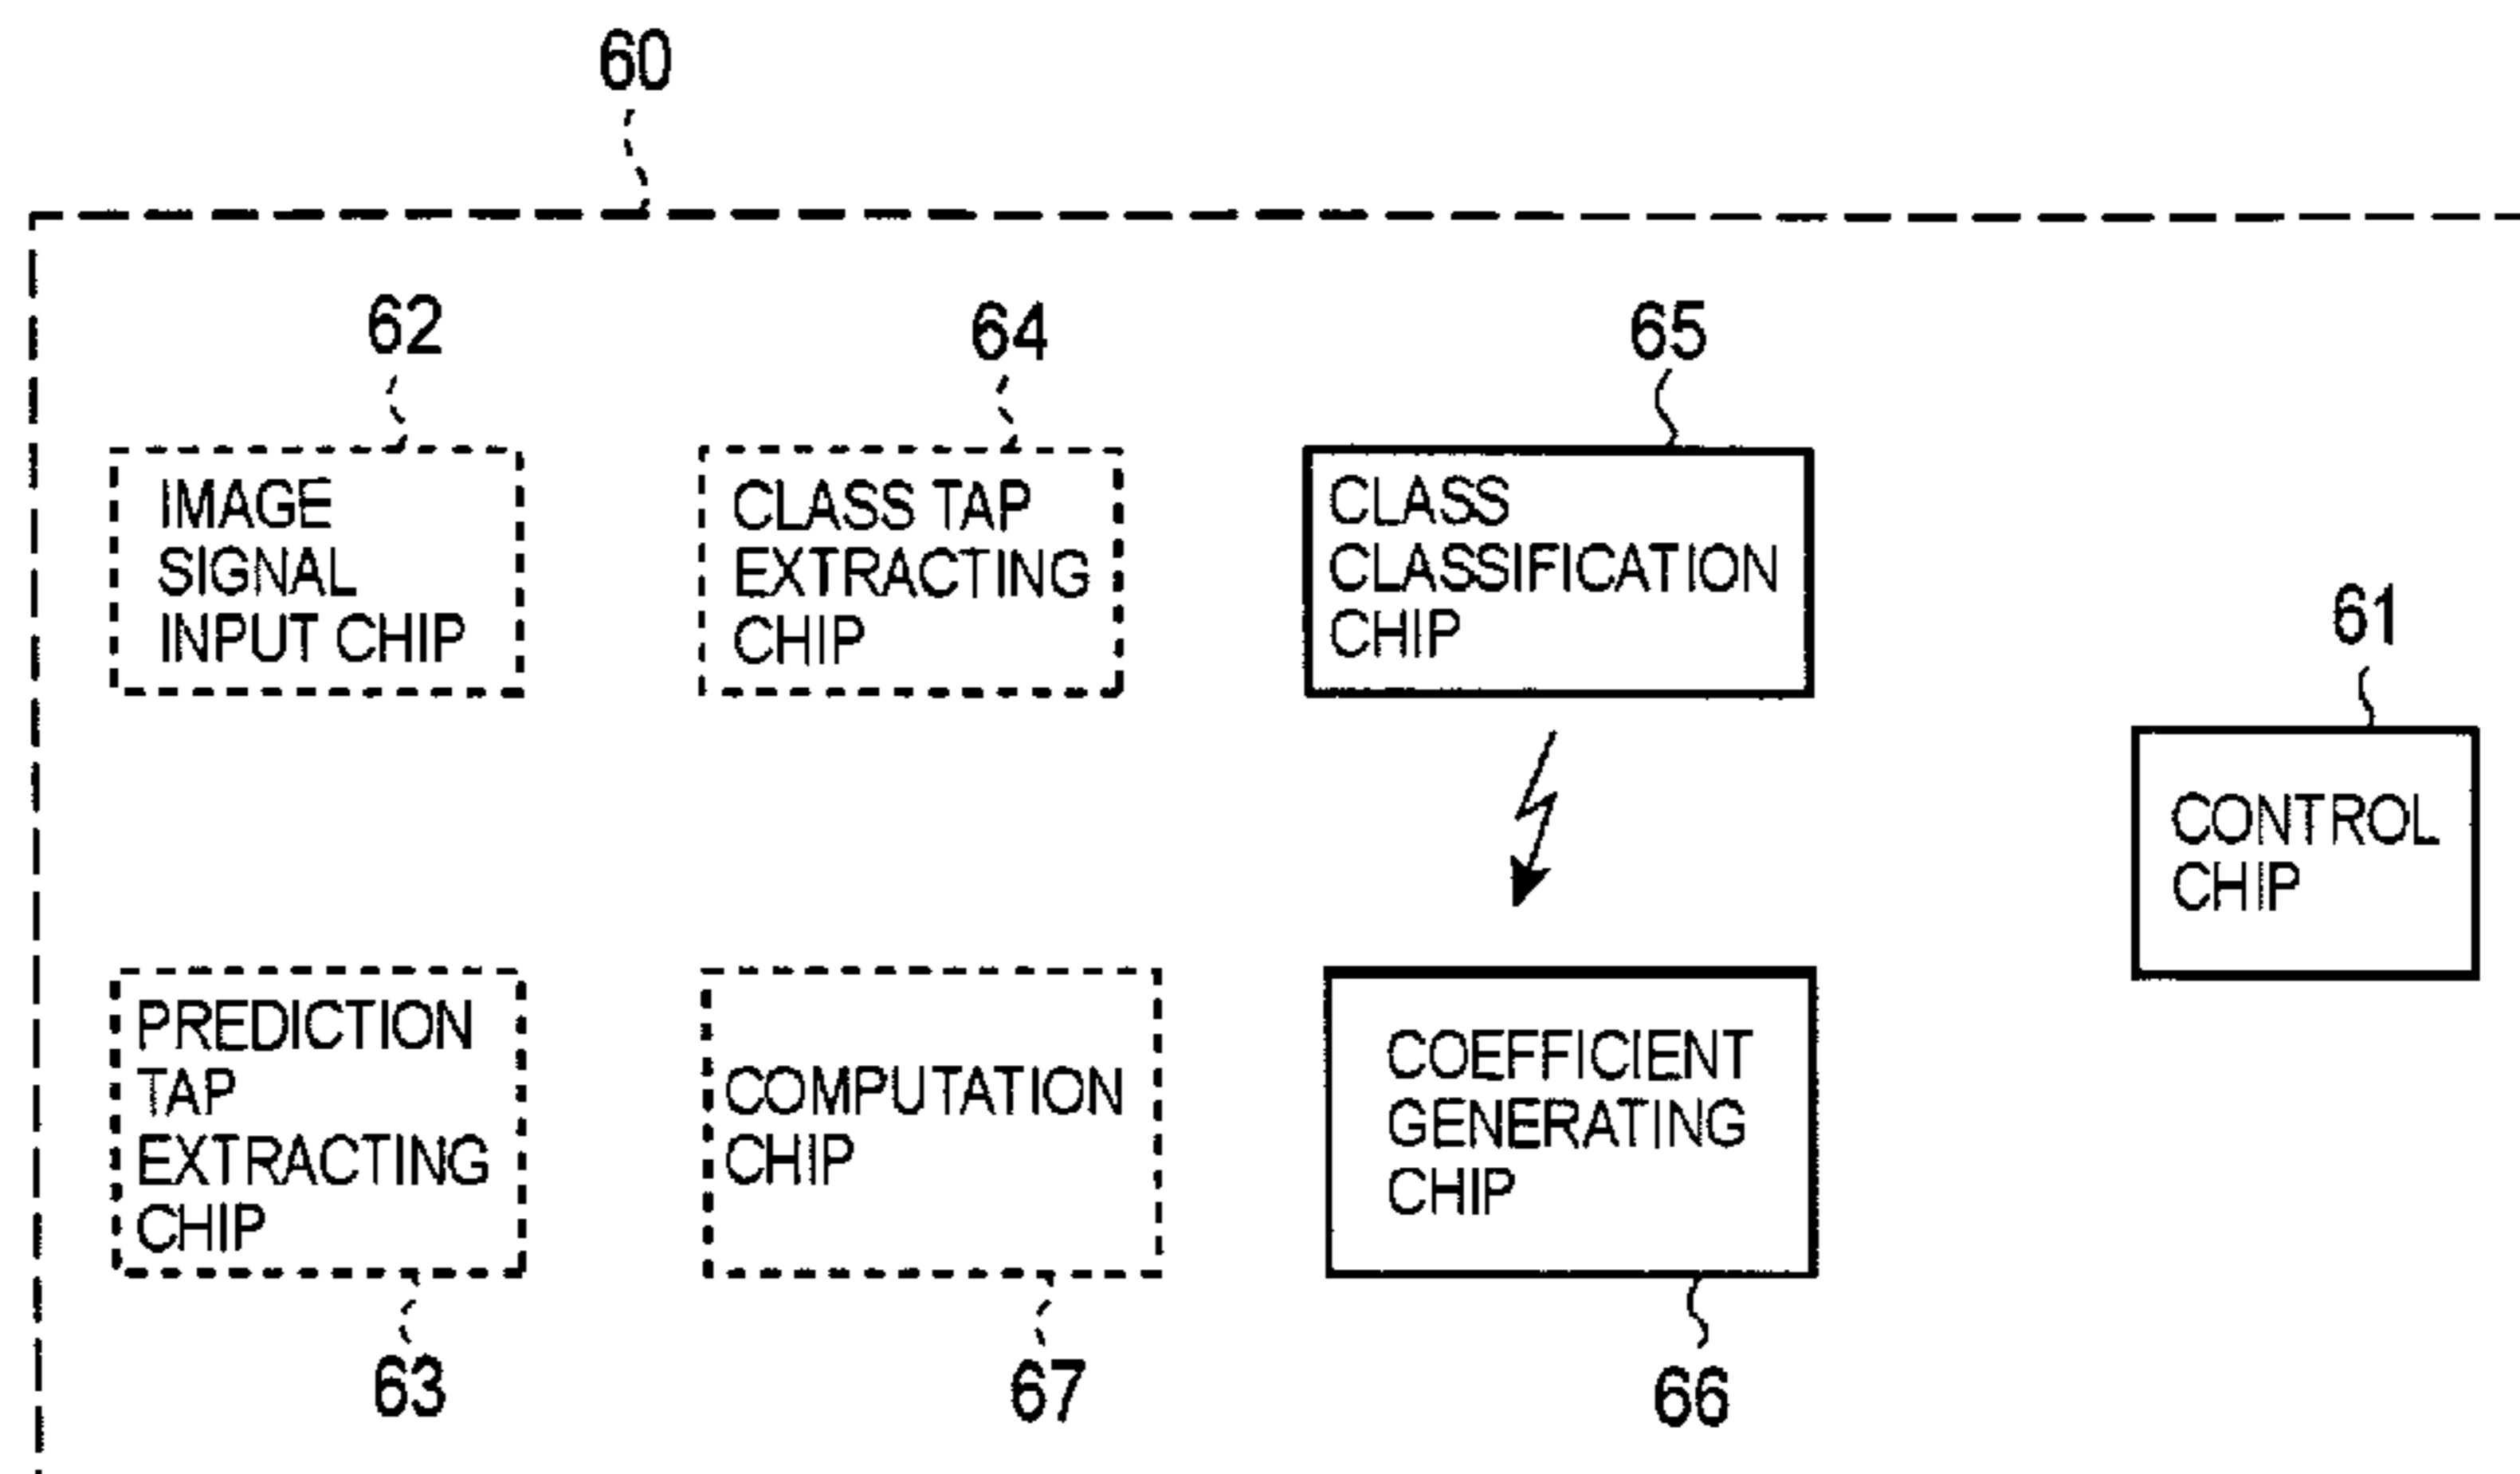 60
62
IMAGE
SIGNAL
INPUT CHIP
64
CLASS TAP
EXTRACTING
CHIP
65
CLASS
CLASSIFICATION
CHIP
61
CONTROL
CHIP
PREDICTION
TAP
EXTRACTING
CHIP
63
COMPUTATION
CHIP
67
COEFFICIENT
GENERATING
CHIP
66